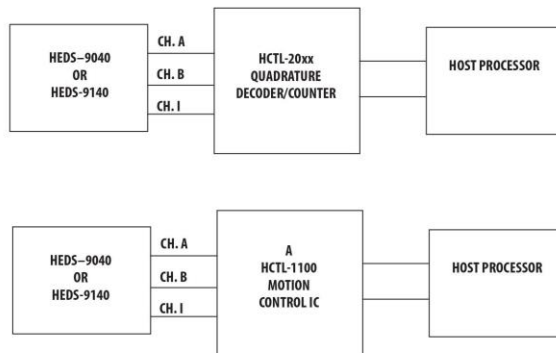 HEDS–9040
OR
HEDS-9140
CH. A
CH. B
CH. I
HCTL-20xx
QUADRATURE
DECODER/COUNTER
HOST PROCESSOR
HEDS–9040
OR
HEDS-9140
CH. A
CH. B
CH. I
A
HCTL-1100
MOTION
CONTROL IC
HOST PROCESSOR